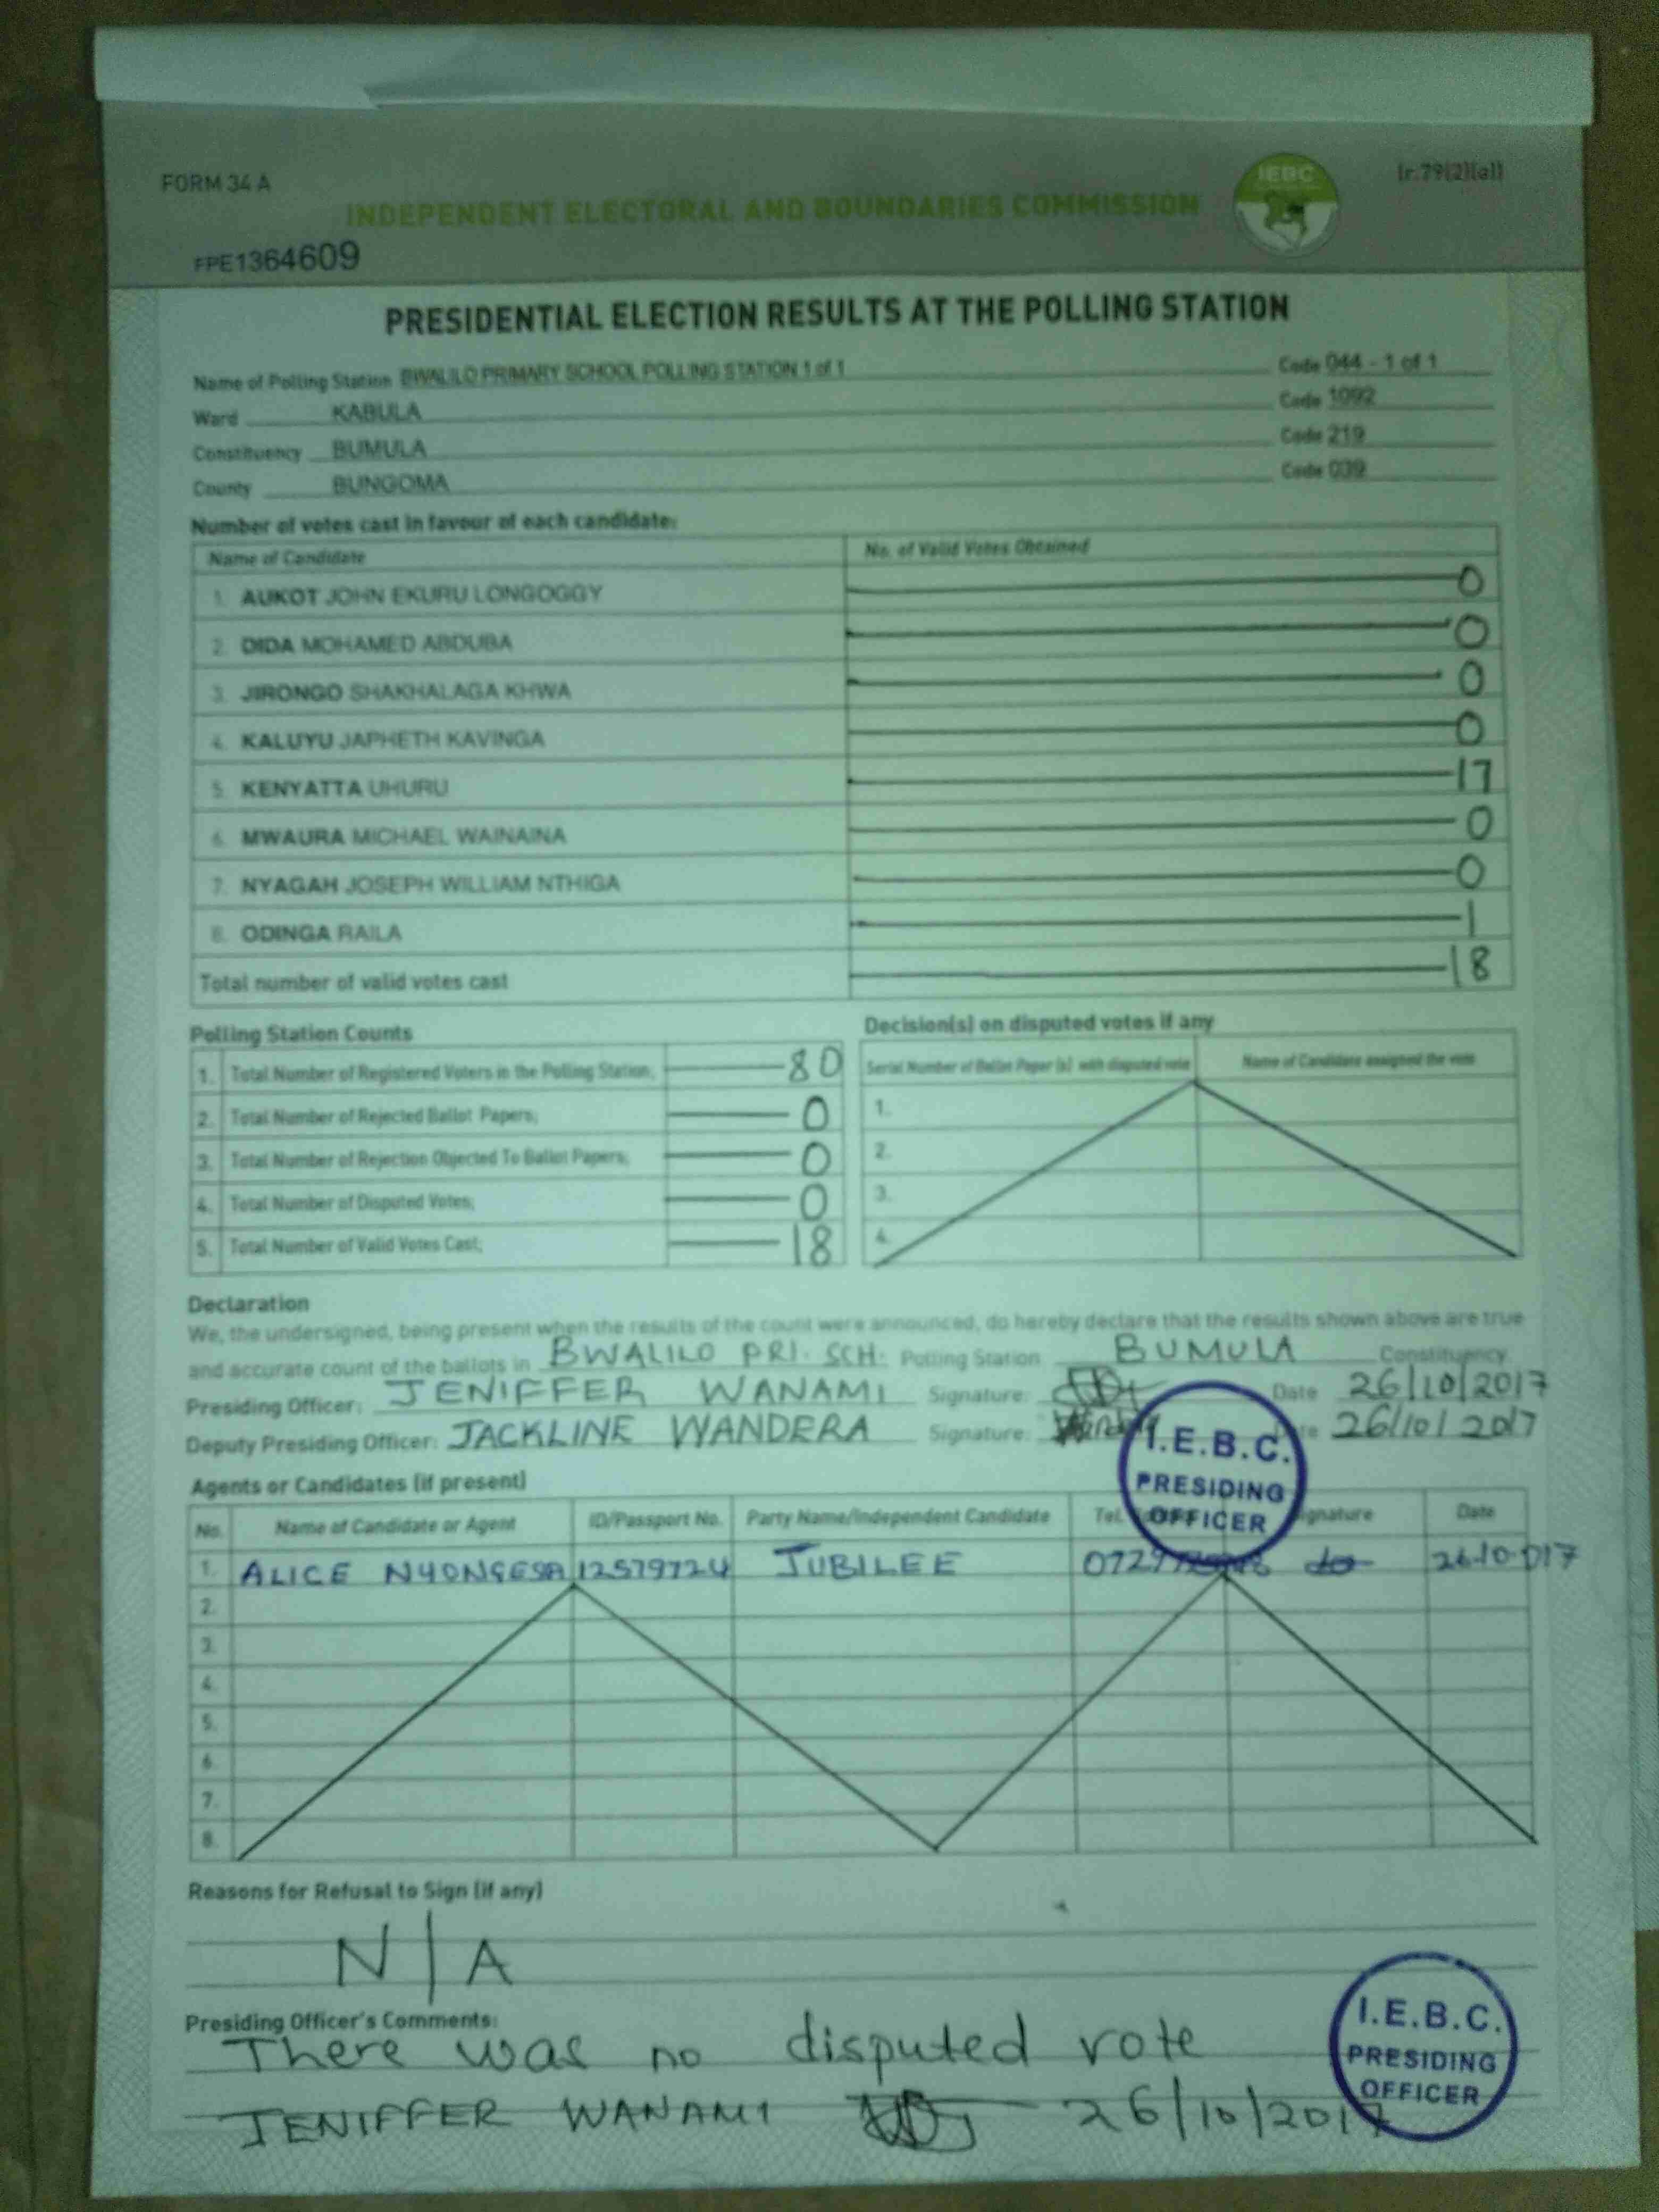 FORM 34 A
(r.79(2)(a))
IEBC
INDEPENDENT ELECTORAL AND BOUNDARIES COMMISSION
FPE1364609
PRESIDENTIAL ELECTION RESULTS AT THE POLLING STATION
Name of Polling Station BWALILO PRIMARY SCHOOL POLLING STATION 1 of 1 Code 044 - 1 of 1
Ward KABULA Code 1092
Constituency BUMULA Code 219
County BUNGOMA Code 039
Number of votes cast in favour of each candidate:
Name of Candidate No. of Valid Votes Obtained
1. AUKOT JOHN EKURU LONGOGGY 0
2. DIDA MOHAMED ABDUBA 0
3. JIRONGO SHAKHALAGA KHWA 0
4. KALUYU JAPHETH KAVINGA 0
5. KENYATTA UHURU 17
6. MWAURA MICHAEL WAINAINA 0
7. NYAGAH JOSEPH WILLIAM NTHIGA 0
8. ODINGA RAILA 1
Total number of valid votes cast 18
Polling Station Counts
1. Total Number of Registered Voters in the Polling Station; 80
2. Total Number of Rejected Ballot Papers; 0
3. Total Number of Rejection Objected To Ballot Papers; 0
4. Total Number of Disputed Votes; 0
5. Total Number of Valid Votes Cast; 18
Decision(s) on disputed votes if any
Serial Number of Ballot Paper (s) with disputed vote Name of Candidate assigned the vote
1.
2.
3.
4.
Declaration
We, the undersigned, being present when the results of the count were announced, do hereby declare that the results shown above are true
and accurate count of the ballots in BWALILO PRI. SCH. Polling Station BUMULA Constituency
Presiding Officer: JENIFFER WANAMI Signature: Date 26/10/2017
Deputy Presiding Officer: JACKLINE WANDERA Signature: 26/10/2017
I.E.B.C.
PRESIDING
OFFICER
Agents or Candidates (if present)
No. Name of Candidate or Agent ID/Passport No. Party Name/Independent Candidate Tel. Date
1. ALICE NYONGESA 12579724 JUBILEE 26.10.017
2.
3.
4.
5.
6.
7.
8.
Reasons for Refusal to Sign (if any)
N/A
Presiding Officer's Comments:
There was no disputed vote
JENIFFER WANAMI 26/10/2017
I.E.B.C.
PRESIDING
OFFICER